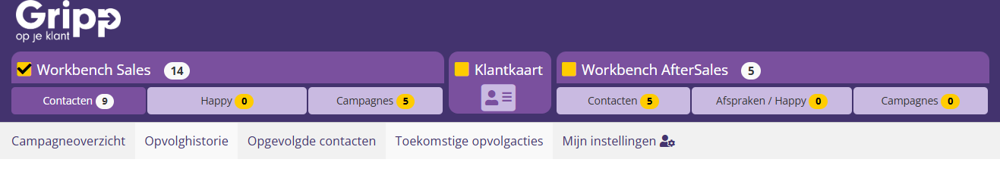 Gripp
op je klant
Workbench Sales 14
Klantkaart
Workbench AfterSales 5
Contacten 9
Happy 0
Campagnes 5
Contacten 5
Afspraken / Happy 0
Campagnes 0
Campagneoverzicht
Opvolghistorie
Opgevolgde contacten
Toekomstige opvolgacties
Mijn instellingen